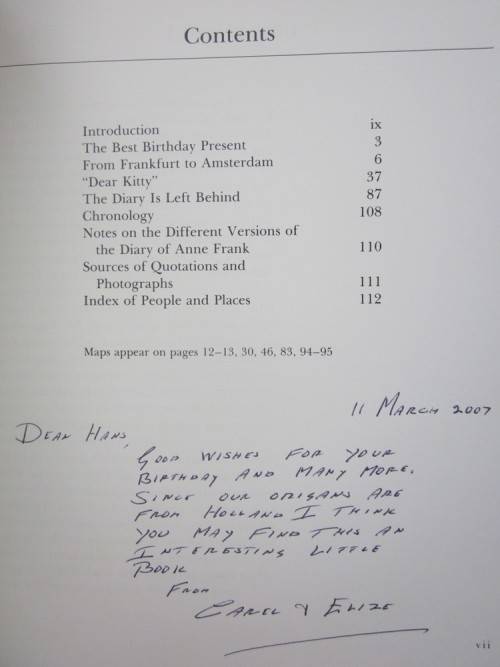 Contents
Introduction ix
The Best Birthday Present 3
From Frankfurt to Amsterdam 6
“Dear Kitty” 37
The Diary Is Left Behind 87
Chronology 108
Notes on the Different Versions of
the Diary of Anne Frank 110
Sources of Quotations and
Photographs 111
Index of People and Places 112
Maps appear on pages 12–13, 30, 46, 83, 94–95
11 MARCH 2007
DEAR HANS,
GOOD WISHES FOR YOUR
BIRTHDAY AND MANY MORE.
SINCE OUR ORIGANS ARE
FROM HOLLAND I THINK
YOU MAY FIND THIS AN
INTERESTING LITTLE
BOOK
FROM
CAREL & ELIZE
vii